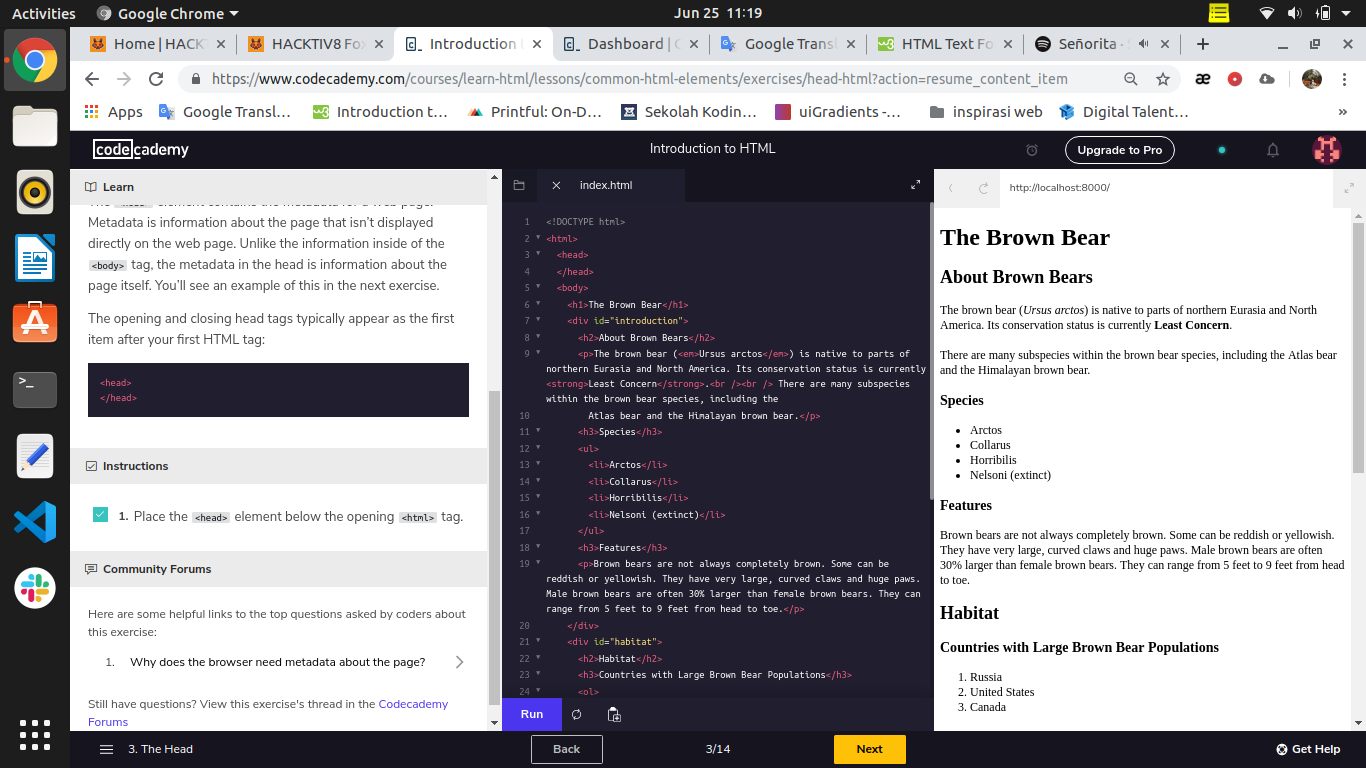 Activities
Google Chrome
Jun 25 11:19
Home | HACK
HACKTIV8 Fo
Introduction
Dashboard |
Google Trans
HTML Text Fo
Señorita
https://www.codecademy.com/courses/learn-html/lessons/common-html-elements/exercises/head-html?action=resume_content_item
Apps
Google Transl...
Introduction t...
Printful: On-D...
Sekolah Kodin...
uiGradients -...
inspirasi web
Digital Talent...
codecademy
Introduction to HTML
Upgrade to Pro
Learn
Metadata is information about the page that isn't displayed
directly on the web page. Unlike the information inside of the
<body> tag, the metadata in the head is information about the
page itself. You'll see an example of this in the next exercise.
The opening and closing head tags typically appear as the first
item after your first HTML tag:
<head>
</head>
Instructions
1. Place the <head> element below the opening <html> tag.
Community Forums
Here are some helpful links to the top questions asked by coders about
this exercise:
1. Why does the browser need metadata about the page?
Still have questions? View this exercise's thread in the Codecademy
Forums
index.html
1 <!DOCTYPE html>
2 <html>
3 <head>
4 </head>
5 <body>
6 <h1>The Brown Bear</h1>
7 <div id="introduction">
8 <h2>About Brown Bears</h2>
9 <p>The brown bear (<em>Ursus arctos</em>) is native to parts of
northern Eurasia and North America. Its conservation status is currently
<strong>Least Concern</strong>.<br /><br /> There are many subspecies
within the brown bear species, including the
10 Atlas bear and the Himalayan brown bear.</p>
11 <h3>Species</h3>
12 <ul>
13 <li>Arctos</li>
14 <li>Collarus</li>
15 <li>Horribilis</li>
16 <li>Nelsoni (extinct)</li>
17 </ul>
18 <h3>Features</h3>
19 <p>Brown bears are not always completely brown. Some can be
reddish or yellowish. They have very large, curved claws and huge paws.
Male brown bears are often 30% larger than female brown bears. They can
range from 5 feet to 9 feet from head to toe.</p>
20 </div>
21 <div id="habitat">
22 <h2>Habitat</h2>
23 <h3>Countries with Large Brown Bear Populations</h3>
24 <ol>
Run
http://localhost:8000/
The Brown Bear
About Brown Bears
The brown bear (Ursus arctos) is native to parts of northern Eurasia and North
America. Its conservation status is currently Least Concern.
There are many subspecies within the brown bear species, including the Atlas bear
and the Himalayan brown bear.
Species
Arctos
Collarus
Horribilis
Nelsoni (extinct)
Features
Brown bears are not always completely brown. Some can be reddish or yellowish.
They have very large, curved claws and huge paws. Male brown bears are often
30% larger than female brown bears. They can range from 5 feet to 9 feet from head
to toe.
Habitat
Countries with Large Brown Bear Populations
1. Russia
2. United States
3. Canada
3. The Head
Back
3/14
Next
Get Help